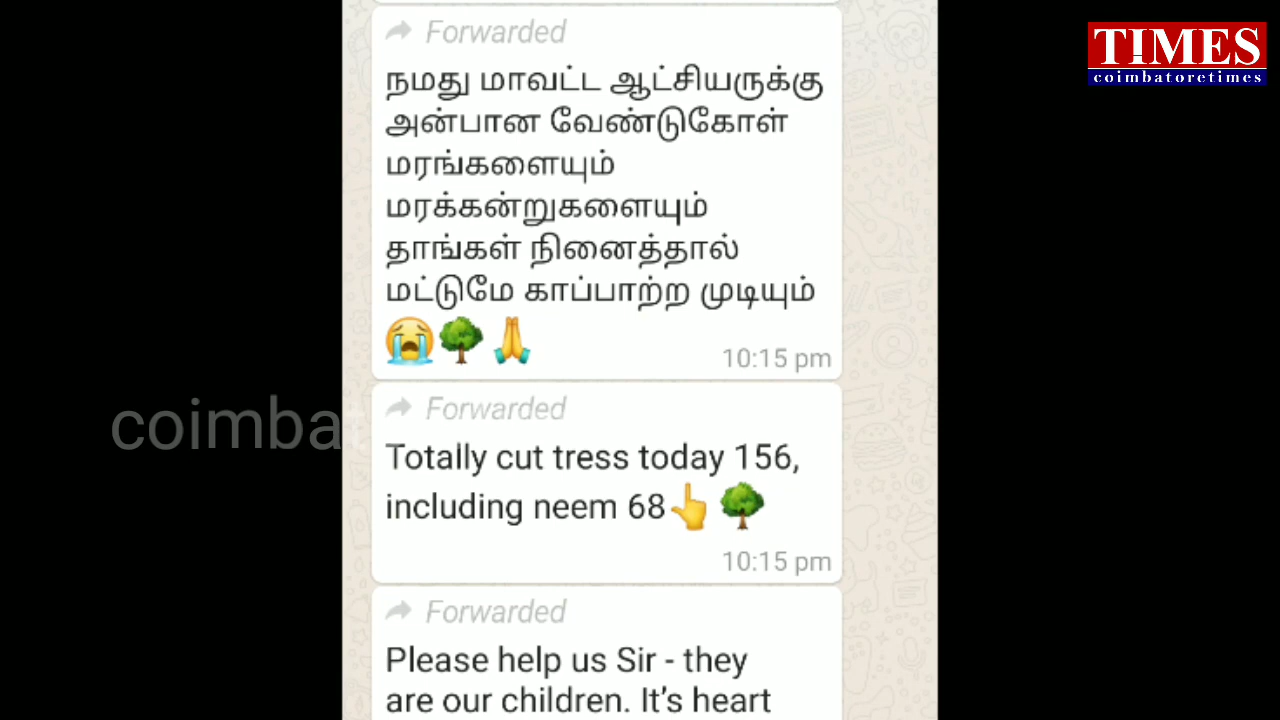 Forwarded
நமது மாவட்ட ஆட்சியருக்கு
அன்பான வேண்டுகோள்
மரங்களையும்
மரக்கன்றுகளையும்
தாங்கள் நினைத்தால்
மட்டுமே காப்பாற்ற முடியும்
😭🌳🙏
10:15 pm
Forwarded
Totally cut tress today 156,
including neem 68👆🌳
10:15 pm
Forwarded
Please help us Sir - they
are our children. It's heart
TIMES
coimbatoretimes
coimba